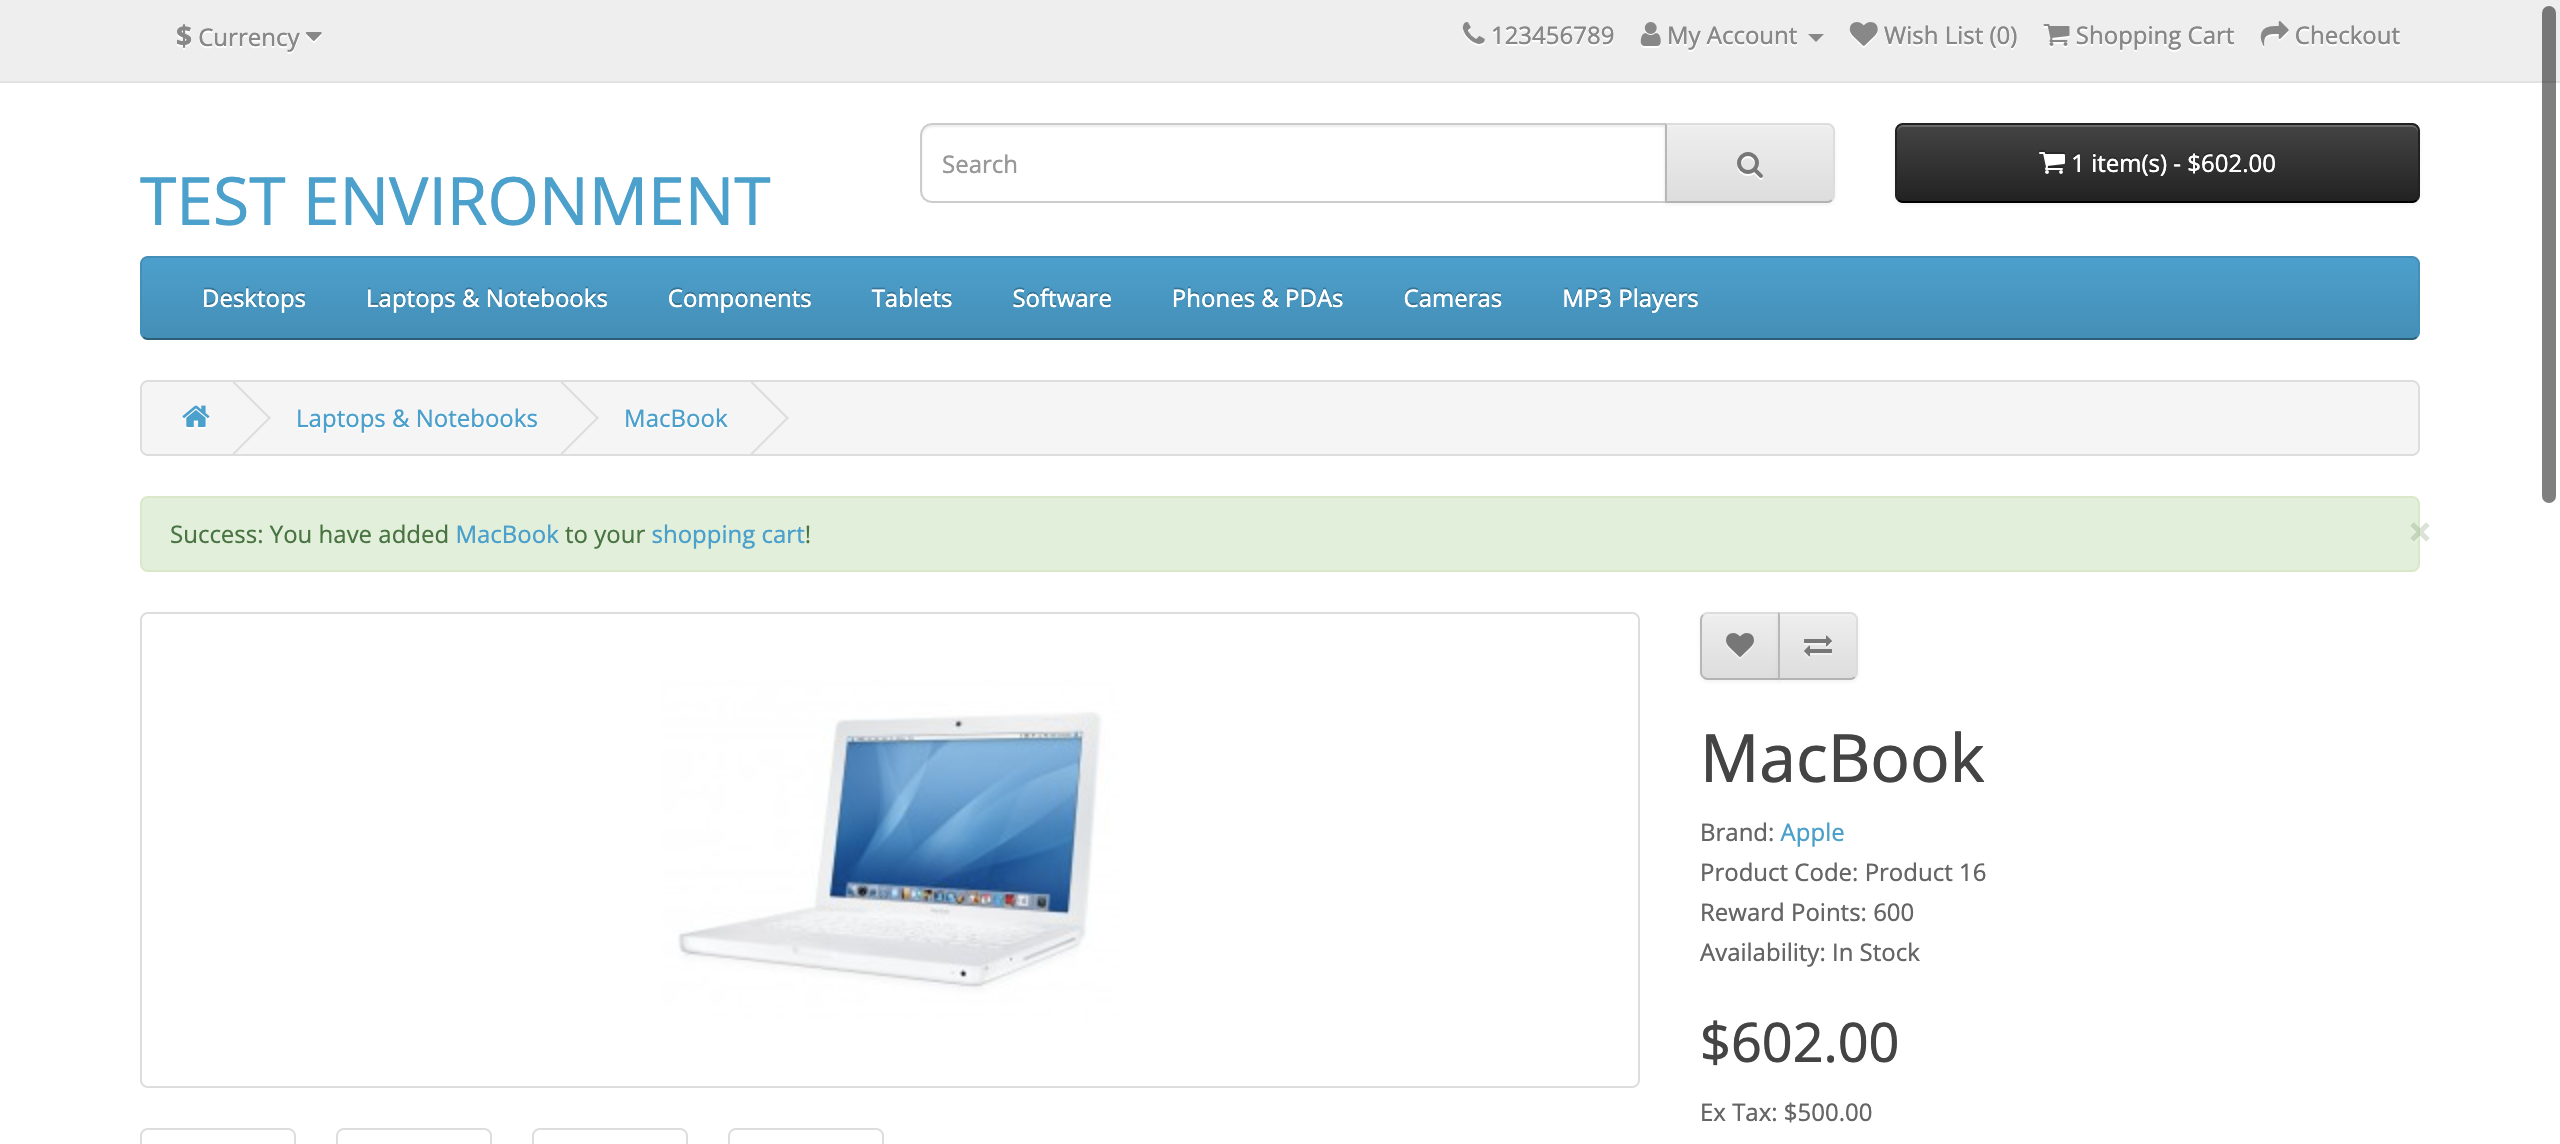 $ Currency
123456789 My Account Wish List (0) Shopping Cart Checkout
TEST ENVIRONMENT
Search
1 item(s) - $602.00
Desktops Laptops & Notebooks Components Tablets Software Phones & PDAs Cameras MP3 Players
Laptops & Notebooks MacBook
Success: You have added MacBook to your shopping cart!
×
MacBook
Brand: Apple
Product Code: Product 16
Reward Points: 600
Availability: In Stock
$602.00
Ex Tax: $500.00